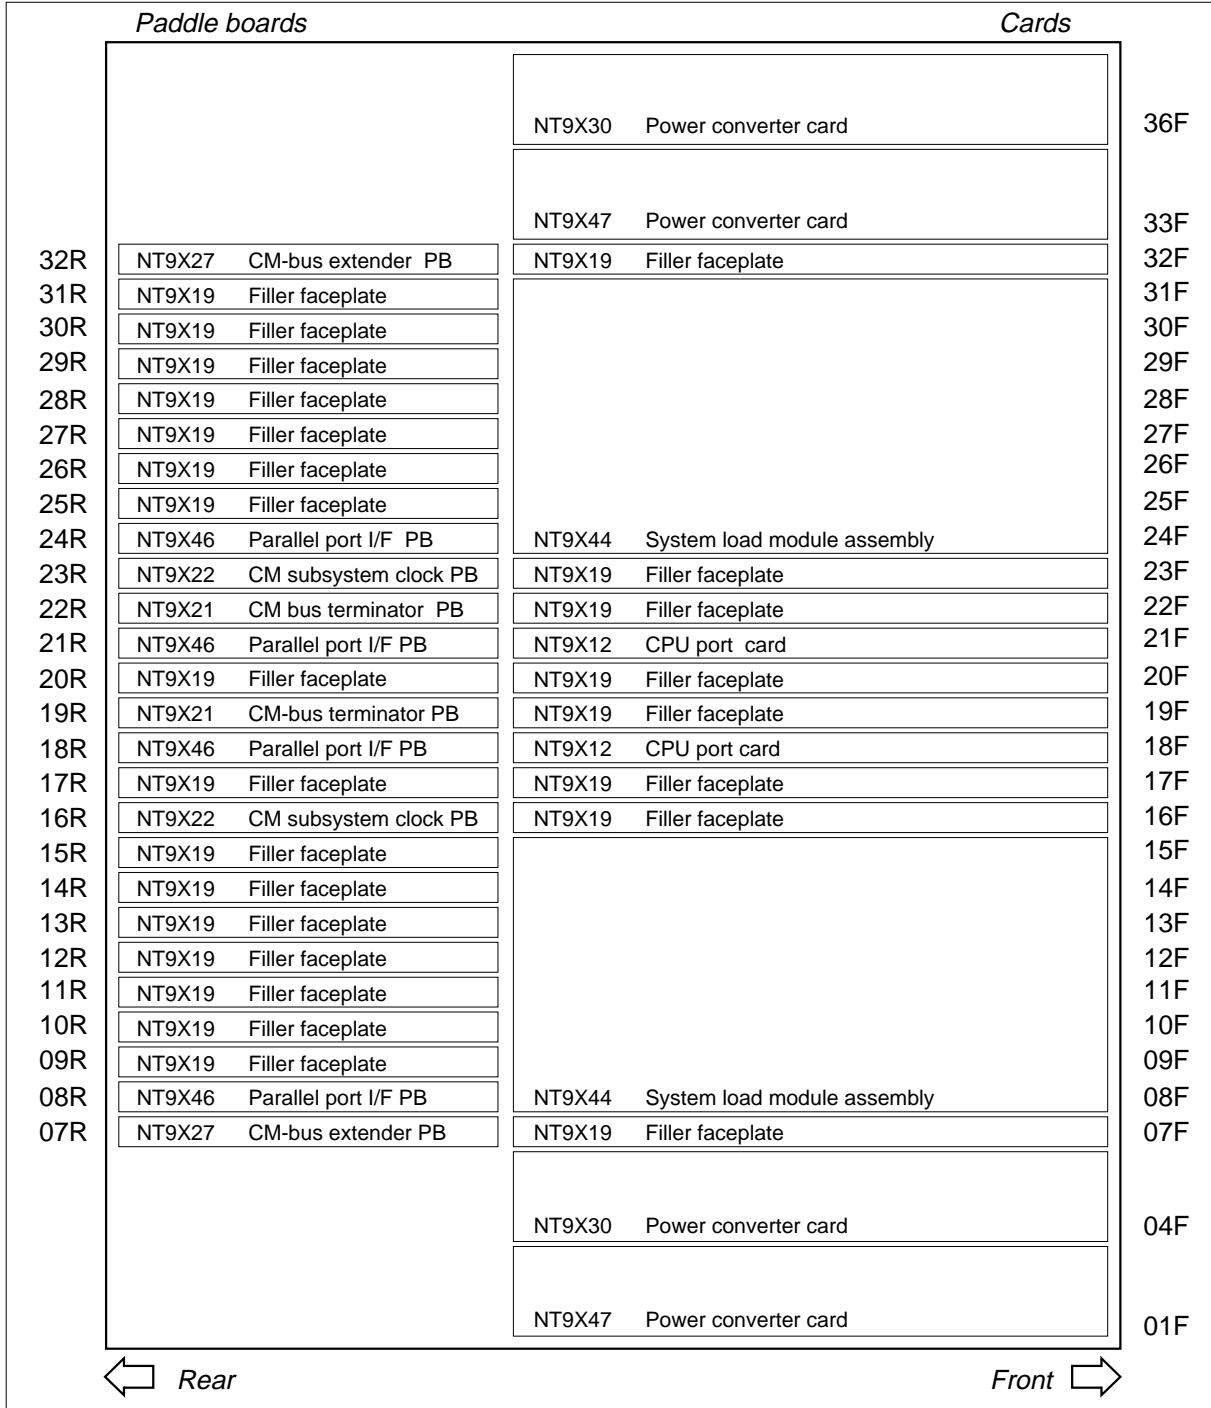 Paddle boards Cards
NT9X30 Power converter card 36F
NT9X47 Power converter card 33F
32R NT9X27 CM-bus extender PB NT9X19 Filler faceplate 32F
31R NT9X19 Filler faceplate 31F
30R NT9X19 Filler faceplate 30F
29R NT9X19 Filler faceplate 29F
28R NT9X19 Filler faceplate 28F
27R NT9X19 Filler faceplate 27F
26R NT9X19 Filler faceplate 26F
25R NT9X19 Filler faceplate 25F
24R NT9X46 Parallel port I/F PB NT9X44 System load module assembly 24F
23R NT9X22 CM subsystem clock PB NT9X19 Filler faceplate 23F
22R NT9X21 CM bus terminator PB NT9X19 Filler faceplate 22F
21R NT9X46 Parallel port I/F PB NT9X12 CPU port card 21F
20R NT9X19 Filler faceplate NT9X19 Filler faceplate 20F
19R NT9X21 CM-bus terminator PB NT9X19 Filler faceplate 19F
18R NT9X46 Parallel port I/F PB NT9X12 CPU port card 18F
17R NT9X19 Filler faceplate NT9X19 Filler faceplate 17F
16R NT9X22 CM subsystem clock PB NT9X19 Filler faceplate 16F
15R NT9X19 Filler faceplate 15F
14R NT9X19 Filler faceplate 14F
13R NT9X19 Filler faceplate 13F
12R NT9X19 Filler faceplate 12F
11R NT9X19 Filler faceplate 11F
10R NT9X19 Filler faceplate 10F
09R NT9X19 Filler faceplate 09F
08R NT9X46 Parallel port I/F PB NT9X44 System load module assembly 08F
07R NT9X27 CM-bus extender PB NT9X19 Filler faceplate 07F
NT9X30 Power converter card 04F
NT9X47 Power converter card 01F
Rear Front